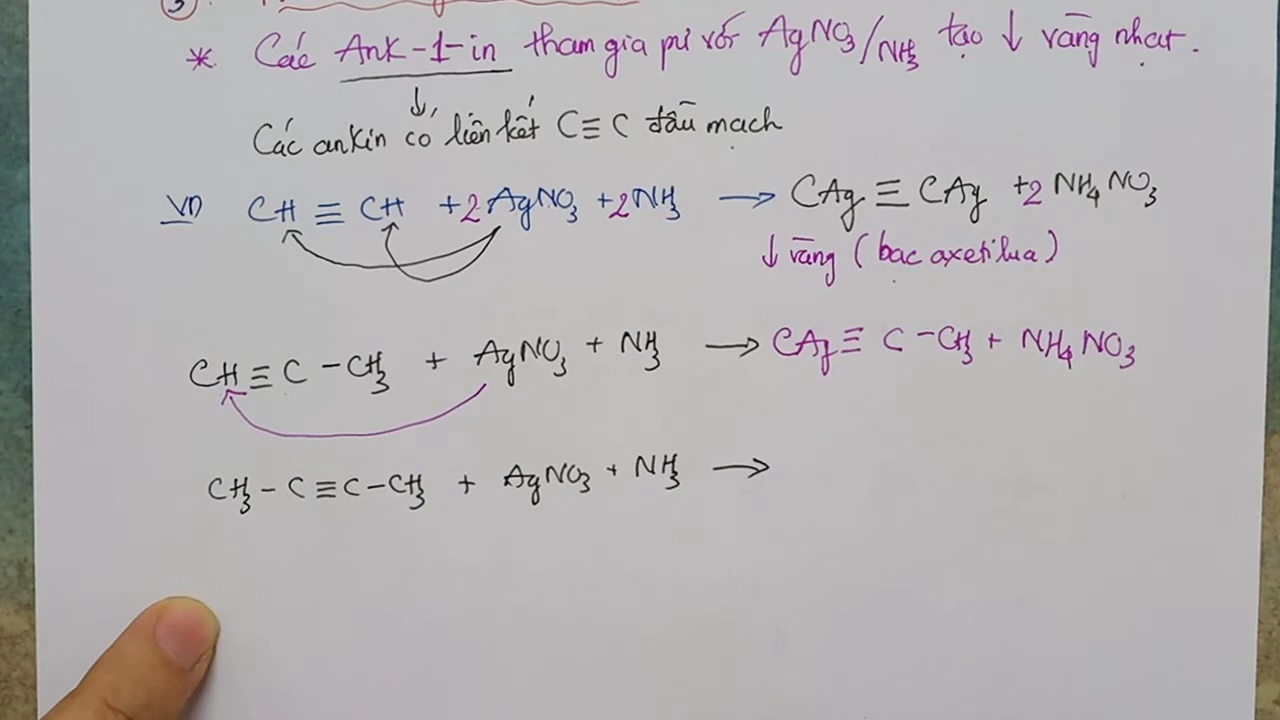 3
* Các Ank-1-in tham gia pư với AgNO₃/NH₃ tạo ↓ vàng nhạt.
↓
Các ankin có liên kết C≡C đầu mạch
VD CH ≡ CH + 2AgNO₃ + 2NH₃ → CAg ≡ CAg + 2NH₄NO₃
↓ vàng (bạc axetilua)
CH ≡ C - CH₃ + AgNO₃ + NH₃ → CAg ≡ C - CH₃ + NH₄NO₃
CH₃ - C ≡ C - CH₃ + AgNO₃ + NH₃ →